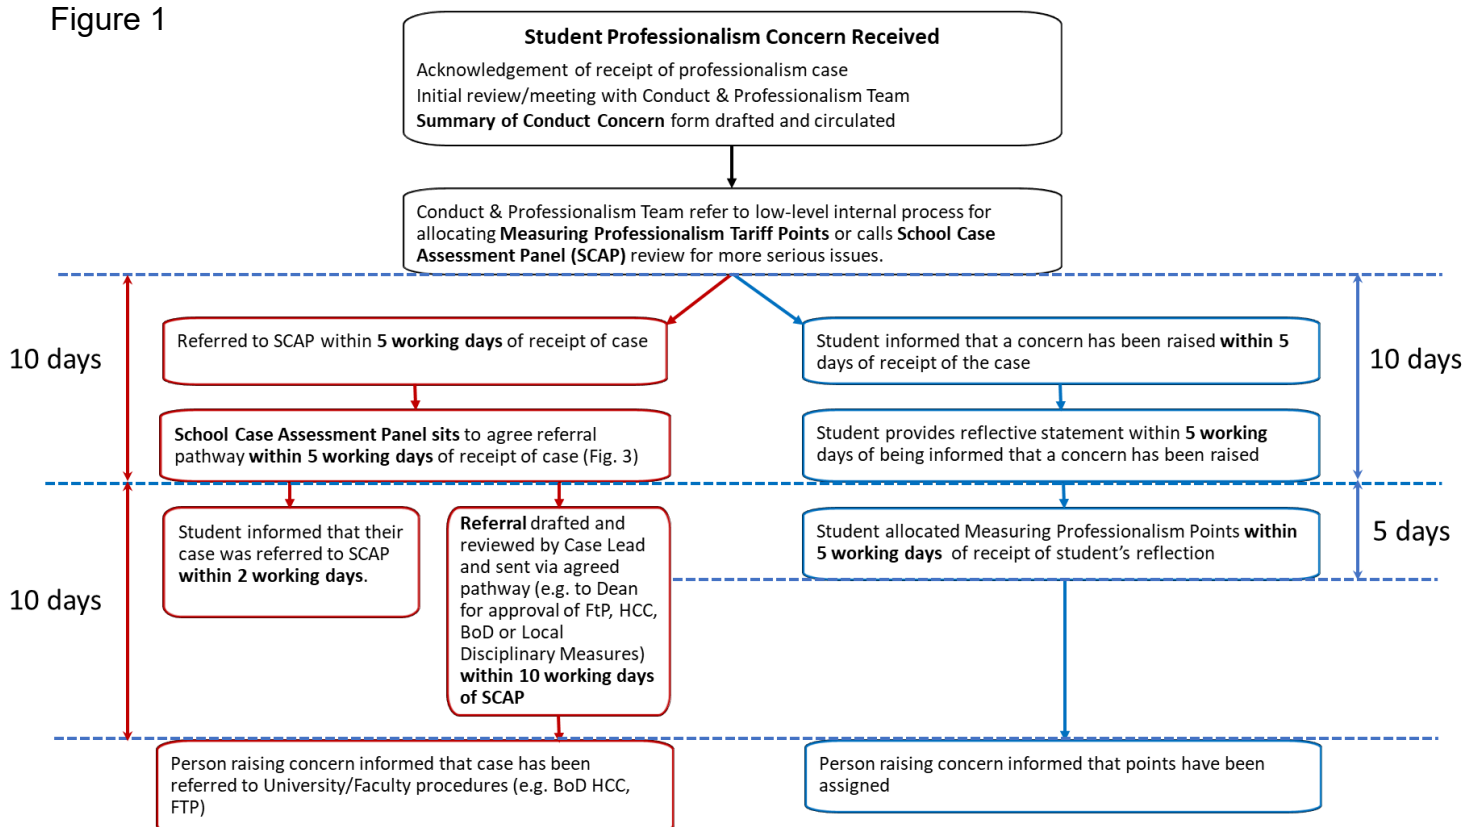 Figure 1
Student Professionalism Concern Received
Acknowledgement of receipt of professionalism case
Initial review/meeting with Conduct & Professionalism Team
Summary of Conduct Concern form drafted and circulated
Conduct & Professionalism Team refer to low-level internal process for
allocating Measuring Professionalism Tariff Points or calls School Case
Assessment Panel (SCAP) review for more serious issues.
10 days
Referred to SCAP within 5 working days of receipt of case
School Case Assessment Panel sits to agree referral
pathway within 5 working days of receipt of case (Fig. 3)
Student informed that a concern has been raised within 5
days of receipt of the case
Student provides reflective statement within 5 working
days of being informed that a concern has been raised
10 days
10 days
Student informed that their
case was referred to SCAP
within 2 working days.
Referral drafted and
reviewed by Case Lead
and sent via agreed
pathway (e.g. to Dean
for approval of FtP, HCC,
BoD or Local
Disciplinary Measures)
within 10 working days
of SCAP
Student allocated Measuring Professionalism Points within
5 working days of receipt of student’s reflection
5 days
Person raising concern informed that case has been
referred to University/Faculty procedures (e.g. BoD HCC,
FTP)
Person raising concern informed that points have been
assigned